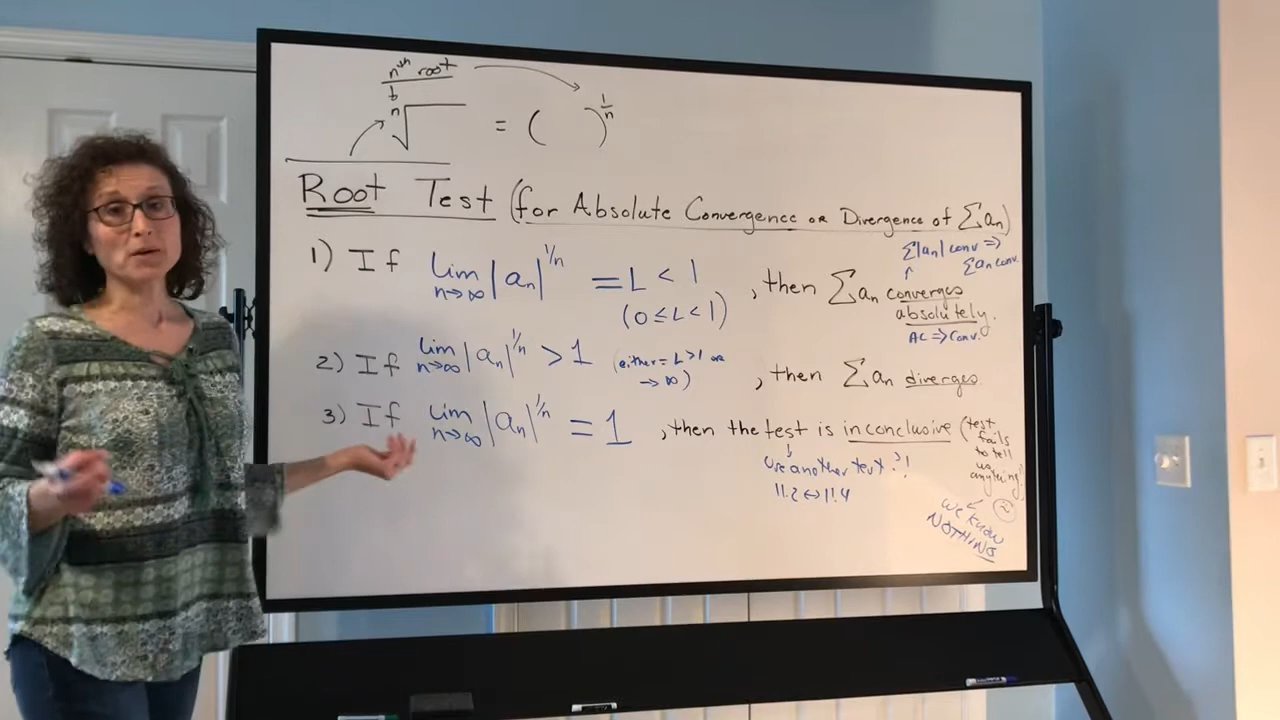 nth root
n√ = ( )^1/n
Root Test (for Absolute Convergence or Divergence of Σan)
1) If lim n→∞ |an|^1/n = L < 1 , then Σan converges absolutely.
(0 ≤ L < 1)
Σ|an| conv ⇒
Σan conv.
AC ⇒ Conv.
2) If lim n→∞ |an|^1/n > 1 (either = L > 1 or → ∞) , then Σan diverges
3) If lim n→∞ |an|^1/n = 1 , then the test is inconclusive (test fails to tell us anything!)
Use another test !
11.2 ↔ 11.4
we know
NOTHING